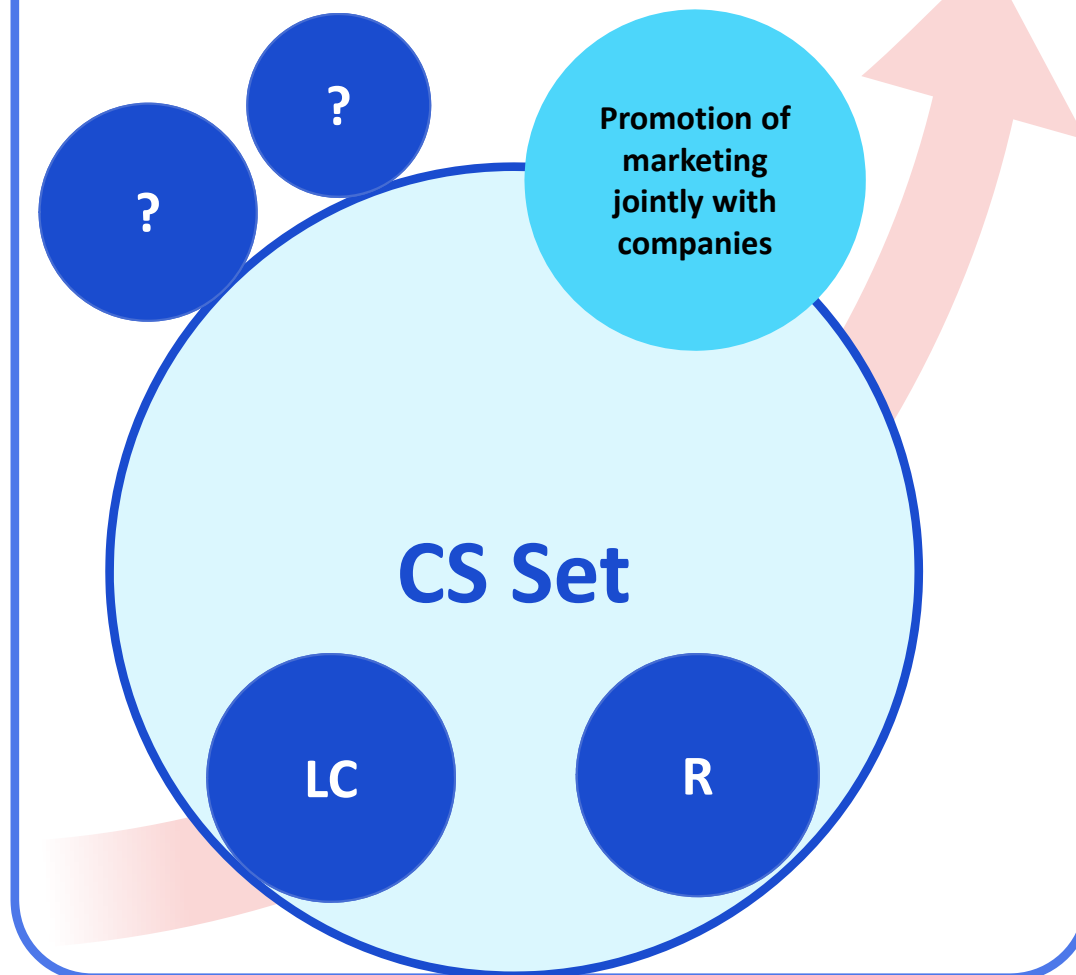 ?
?
Promotion of
marketing
jointly with
companies
CS Set
LC
R